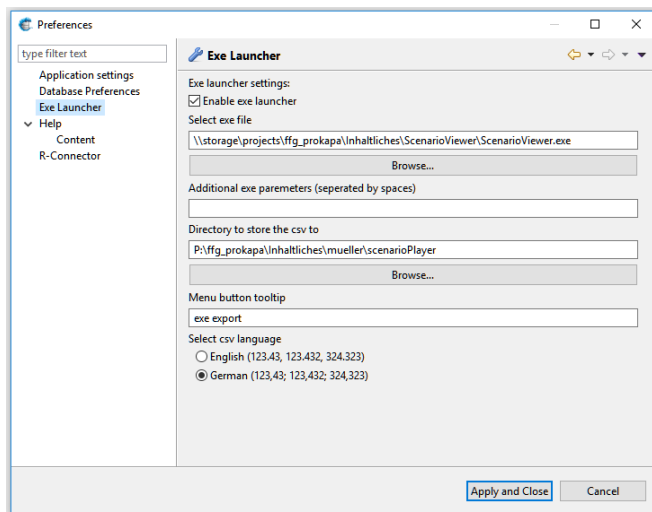 Preferences
type filter text
Application settings
Database Preferences
Exe Launcher
Help
Content
R-Connector
Exe Launcher
Exe launcher settings:
Enable exe launcher
Select exe file
\\storage\projects\ffg_prokapa\Inhaltliches\ScenarioViewer\ScenarioViewer.exe
Browse...
Additional exe paremeters (seperated by spaces)
Directory to store the csv to
P:\ffg_prokapa\Inhaltliches\mueller\scenarioPlayer
Browse...
Menu button tooltip
exe export
Select csv language
English (123.43, 123.432, 324.323)
German (123,43; 123,432; 324,323)
Apply and Close
Cancel